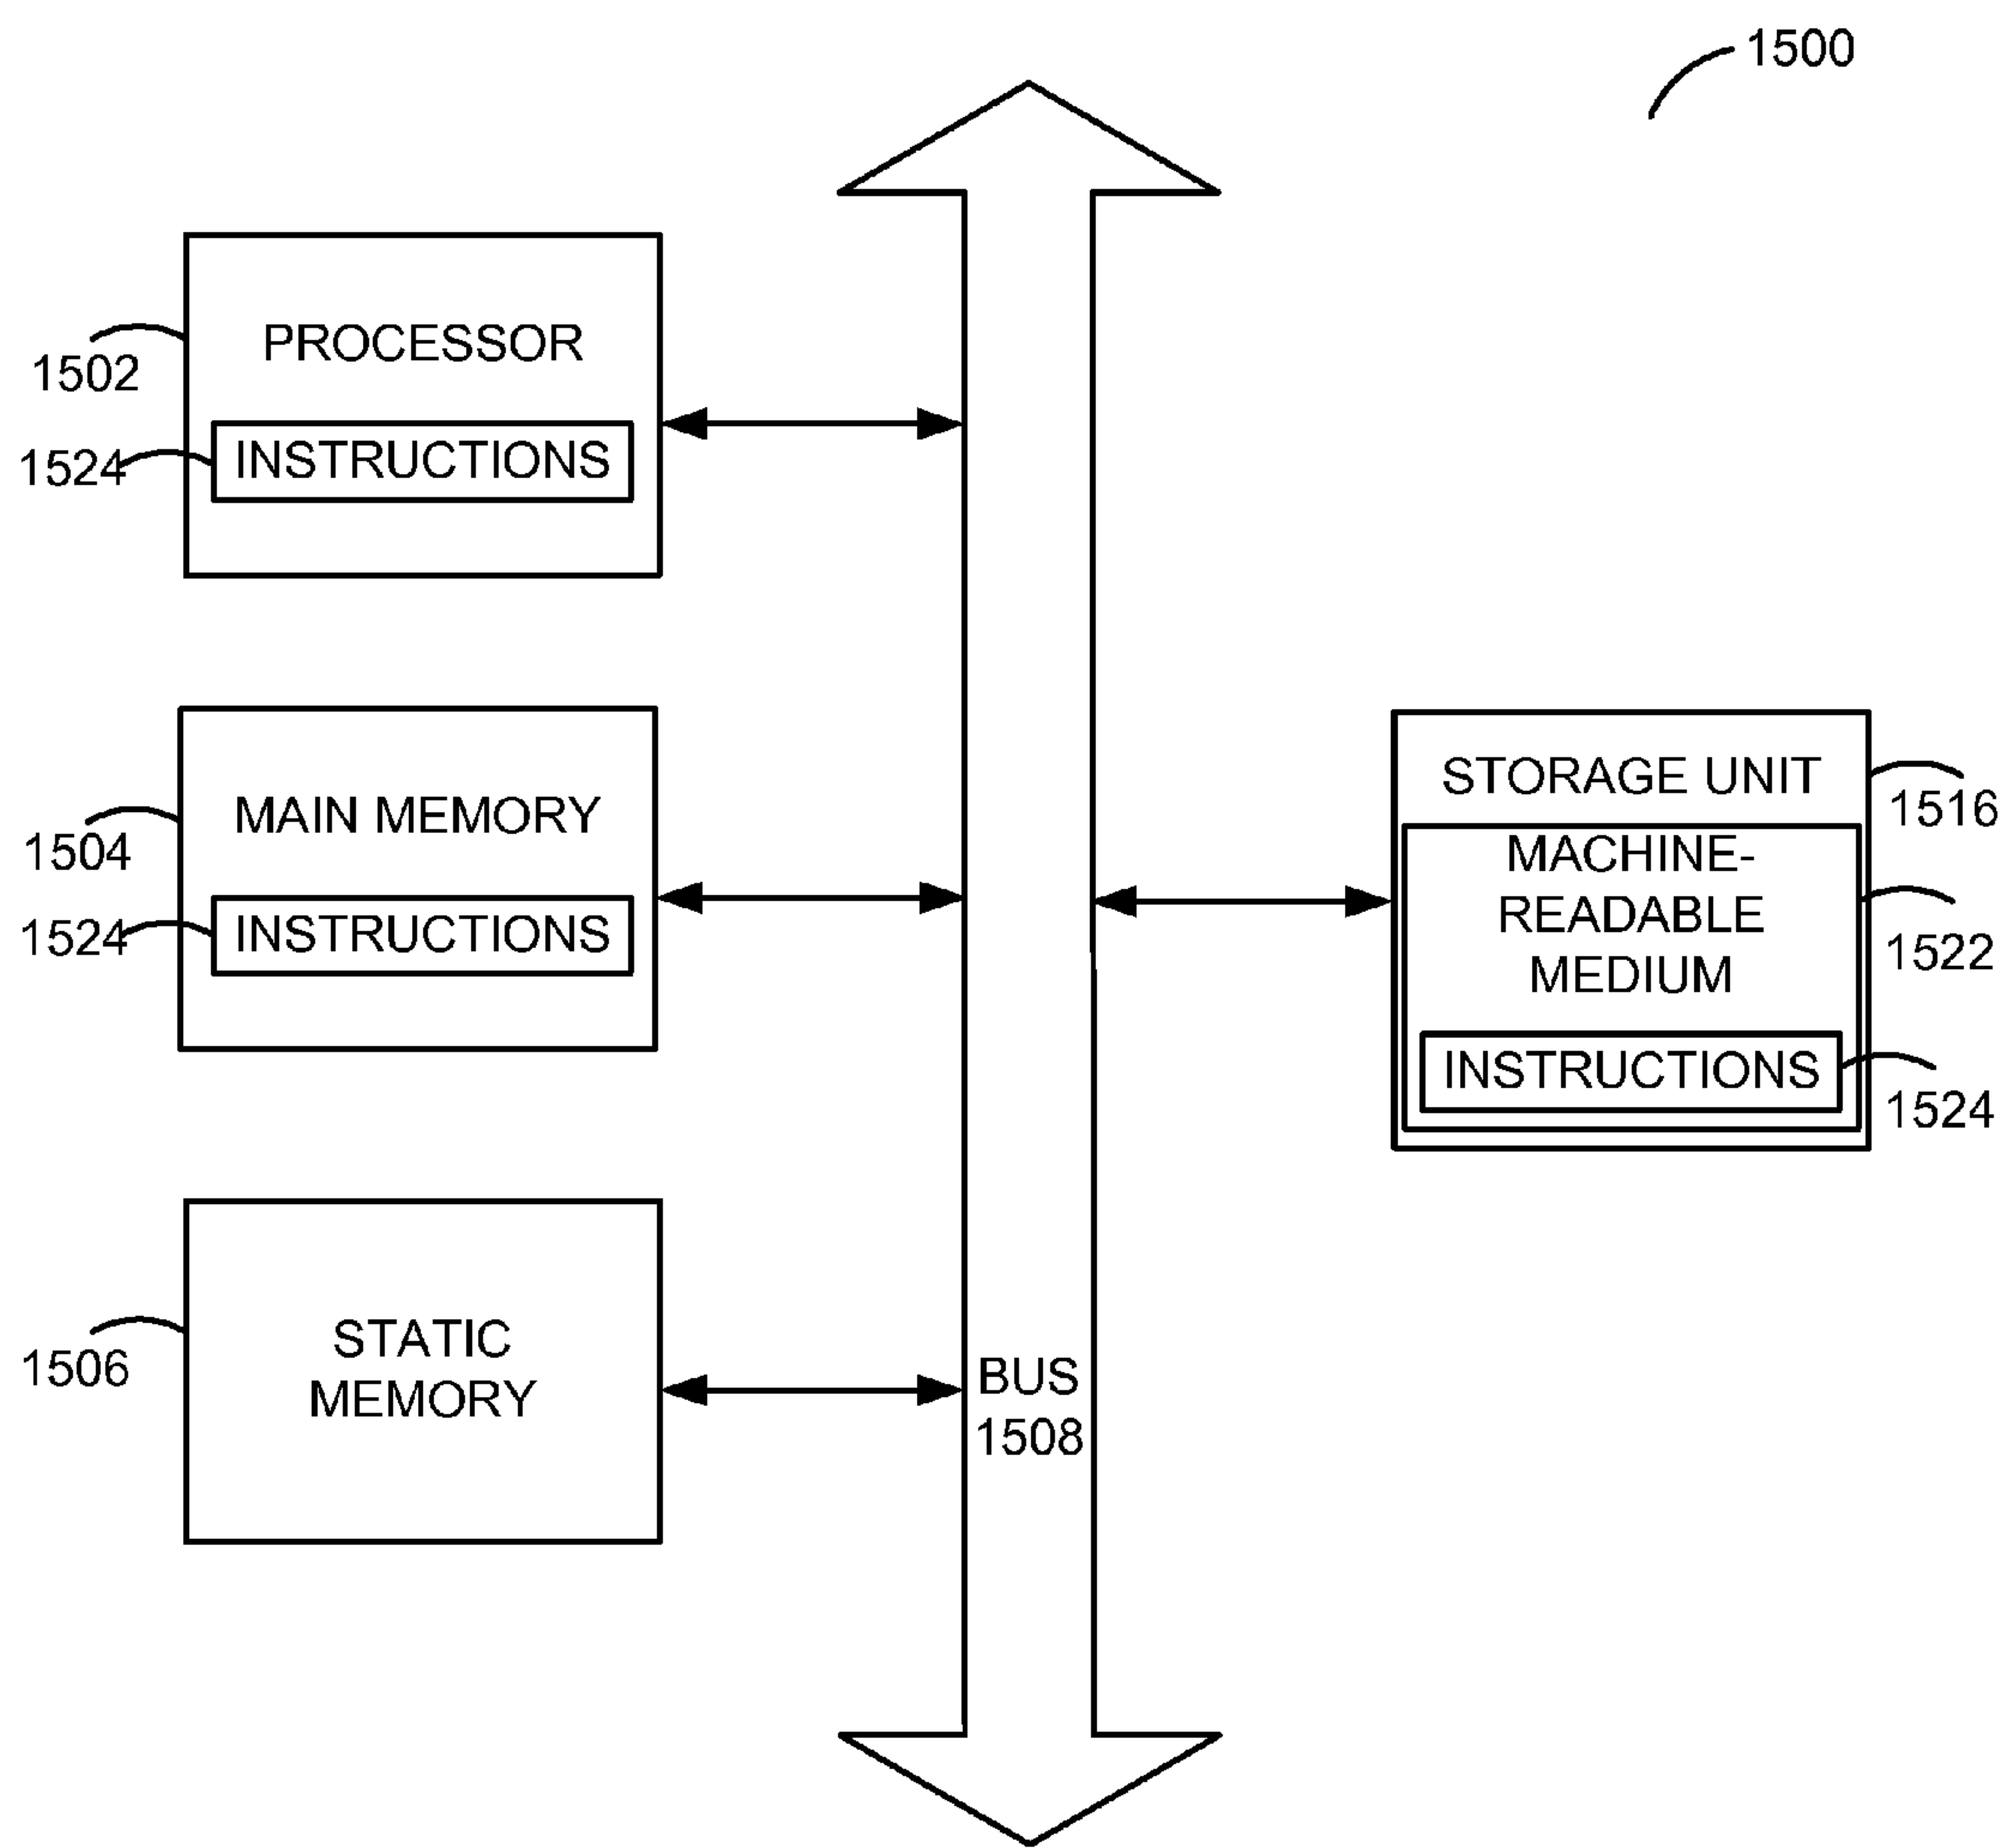 1500
PROCESSOR
1502
INSTRUCTIONS
1524
MAIN MEMORY
1504
INSTRUCTIONS
1524
STORAGE UNIT
1516
MACHINE-
READABLE
MEDIUM
1522
INSTRUCTIONS
1524
STATIC
MEMORY
1506
BUS
1508